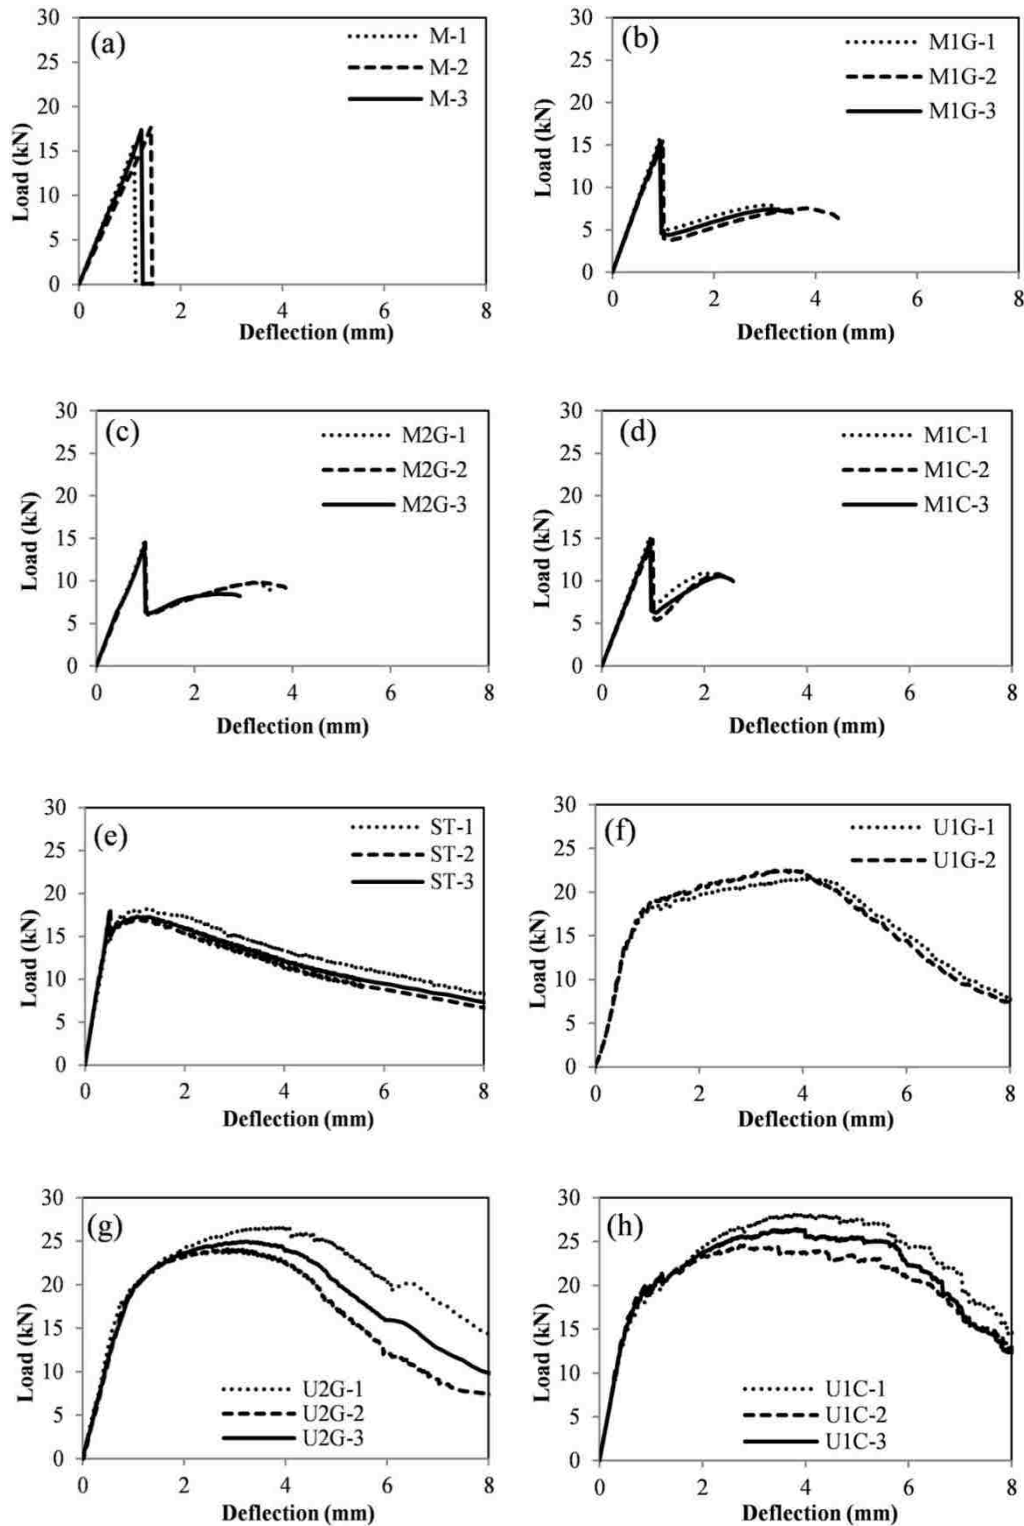 (a)
M-1
M-2
M-3
Load (kN)
30
25
20
15
10
5
0
0 2 4 6 8
Deflection (mm)
(b)
M1G-1
M1G-2
M1G-3
Load (kN)
30
25
20
15
10
5
0
0 2 4 6 8
Deflection (mm)
(c)
M2G-1
M2G-2
M2G-3
Load (kN)
30
25
20
15
10
5
0
0 2 4 6 8
Deflection (mm)
(d)
M1C-1
M1C-2
M1C-3
Load (kN)
30
25
20
15
10
5
0
0 2 4 6 8
Deflection (mm)
(e)
ST-1
ST-2
ST-3
Load (kN)
30
25
20
15
10
5
0
0 2 4 6 8
Deflection (mm)
(f)
U1G-1
U1G-2
Load (kN)
30
25
20
15
10
5
0
0 2 4 6 8
Deflection (mm)
(g)
U2G-1
U2G-2
U2G-3
Load (kN)
30
25
20
15
10
5
0
0 2 4 6 8
Deflection (mm)
(h)
U1C-1
U1C-2
U1C-3
Load (kN)
30
25
20
15
10
5
0
0 2 4 6 8
Deflection (mm)